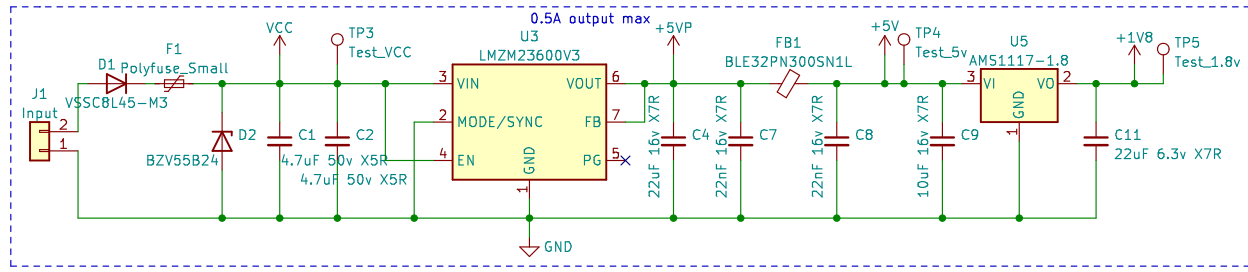 0.5A output max
VCC
TP3
Test_VCC
U3
LMZM23600V3
+5VP
FB1
BLE32PN300SN1L
+5V
TP4
Test_5v
U5
AMS1117-1.8
+1V8
TP5
Test_1.8v
F1
Polyfuse_Small
D1
VSSC8L45-M3
J1
Input
2
1
D2
BZV55B24
C1
4.7uF 50v X5R
C2
4.7uF 50v X5R
3
VIN
2
MODE/SYNC
4
EN
VOUT
6
FB
7
PG
5
GND
1
C4
22uF 16v X7R
C7
22nF 16v X7R
C8
22nF 16v X7R
C9
10uF 16v X7R
3
VI
VO
2
GND
1
C11
22uF 6.3v X7R
GND